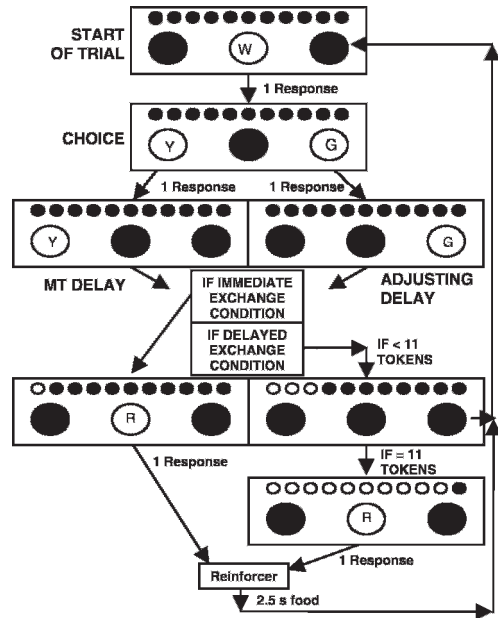 START
OF TRIAL
W
1 Response
CHOICE
Y
G
1 Response
1 Response
Y
G
MT DELAY
ADJUSTING
DELAY
IF IMMEDIATE
EXCHANGE
CONDITION
IF DELAYED
EXCHANGE
CONDITION
IF < 11
TOKENS
R
1 Response
IF = 11
TOKENS
R
1 Response
Reinforcer
2.5 s food